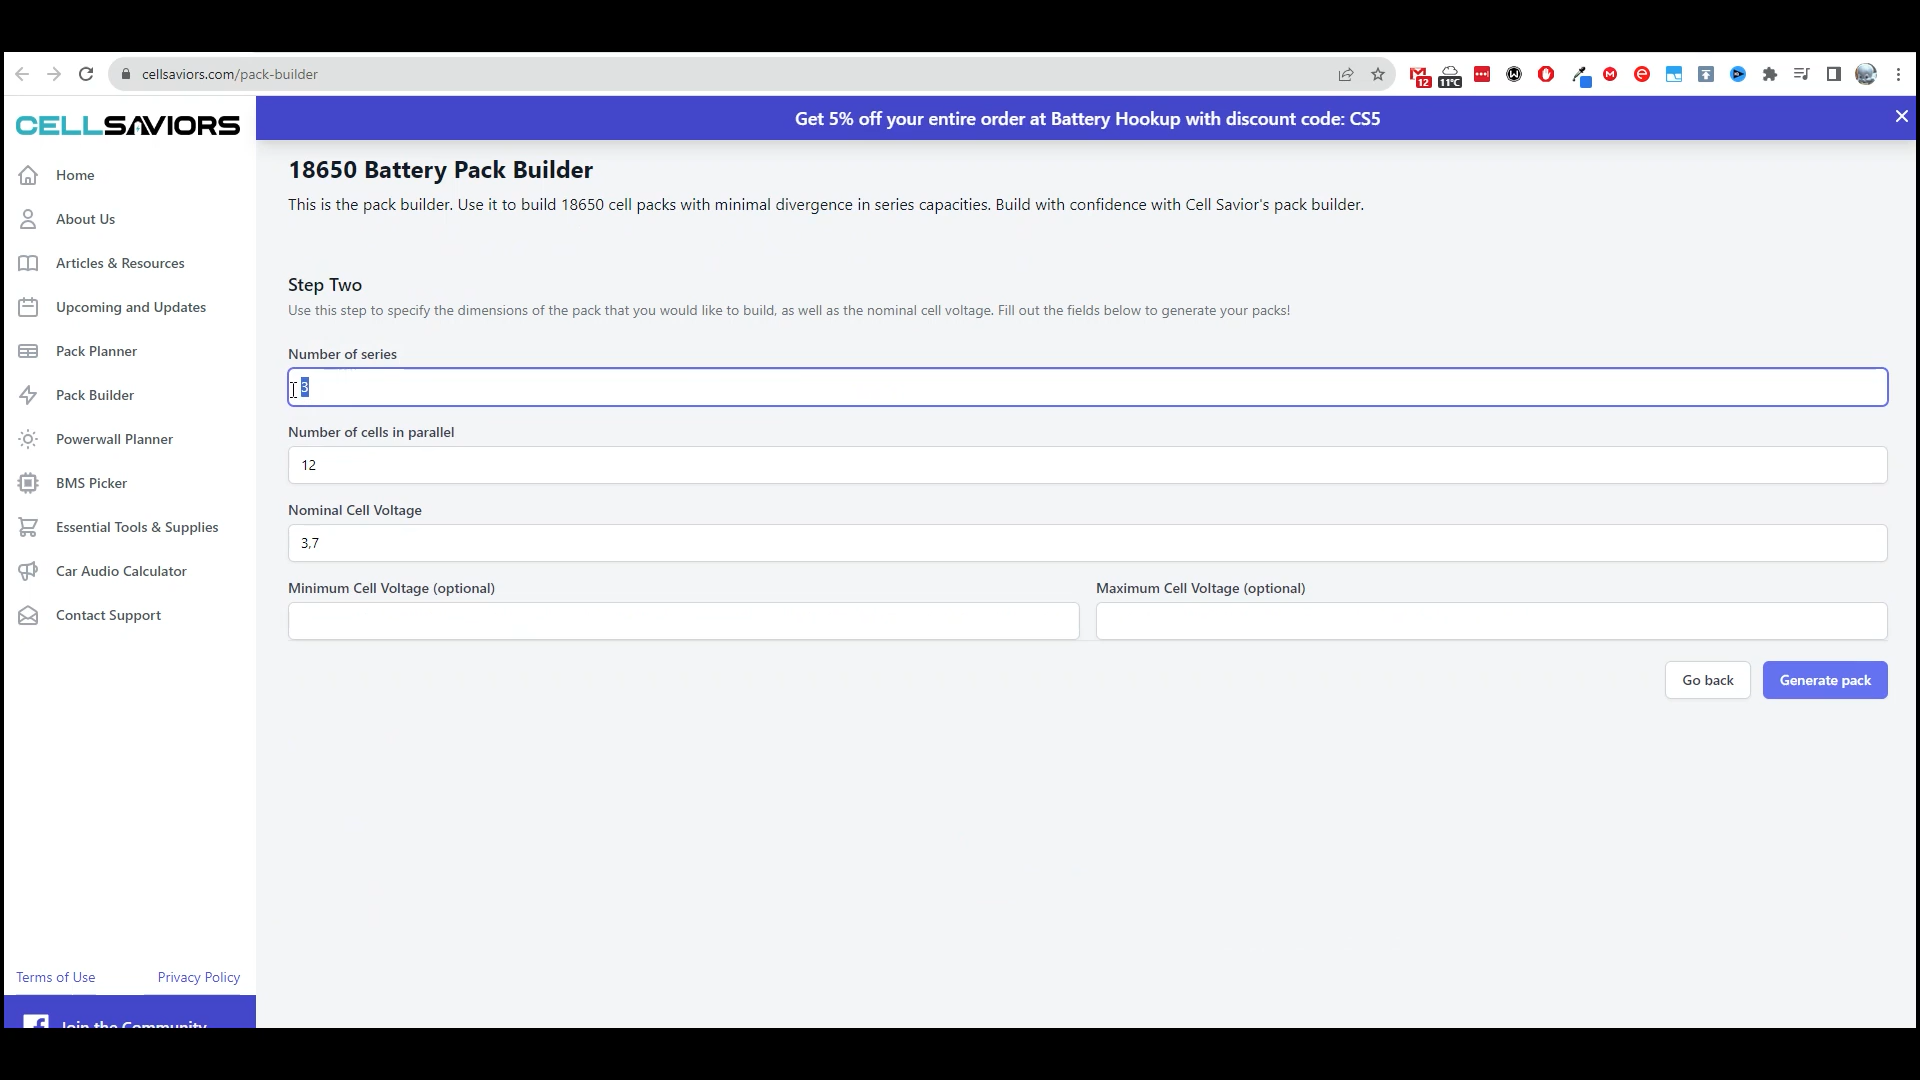 cellsaviors.com/pack-builder
12
11°C
CELLSAVIORS
Get 5% off your entire order at Battery Hookup with discount code: CS5
Home
About Us
Articles & Resources
Upcoming and Updates
Pack Planner
Pack Builder
Powerwall Planner
BMS Picker
Essential Tools & Supplies
Car Audio Calculator
Contact Support
Terms of Use
Privacy Policy
Join the Community
18650 Battery Pack Builder
This is the pack builder. Use it to build 18650 cell packs with minimal divergence in series capacities. Build with confidence with Cell Savior's pack builder.
Step Two
Use this step to specify the dimensions of the pack that you would like to build, as well as the nominal cell voltage. Fill out the fields below to generate your packs!
Number of series
3
Number of cells in parallel
12
Nominal Cell Voltage
3,7
Minimum Cell Voltage (optional)
Maximum Cell Voltage (optional)
Go back
Generate pack